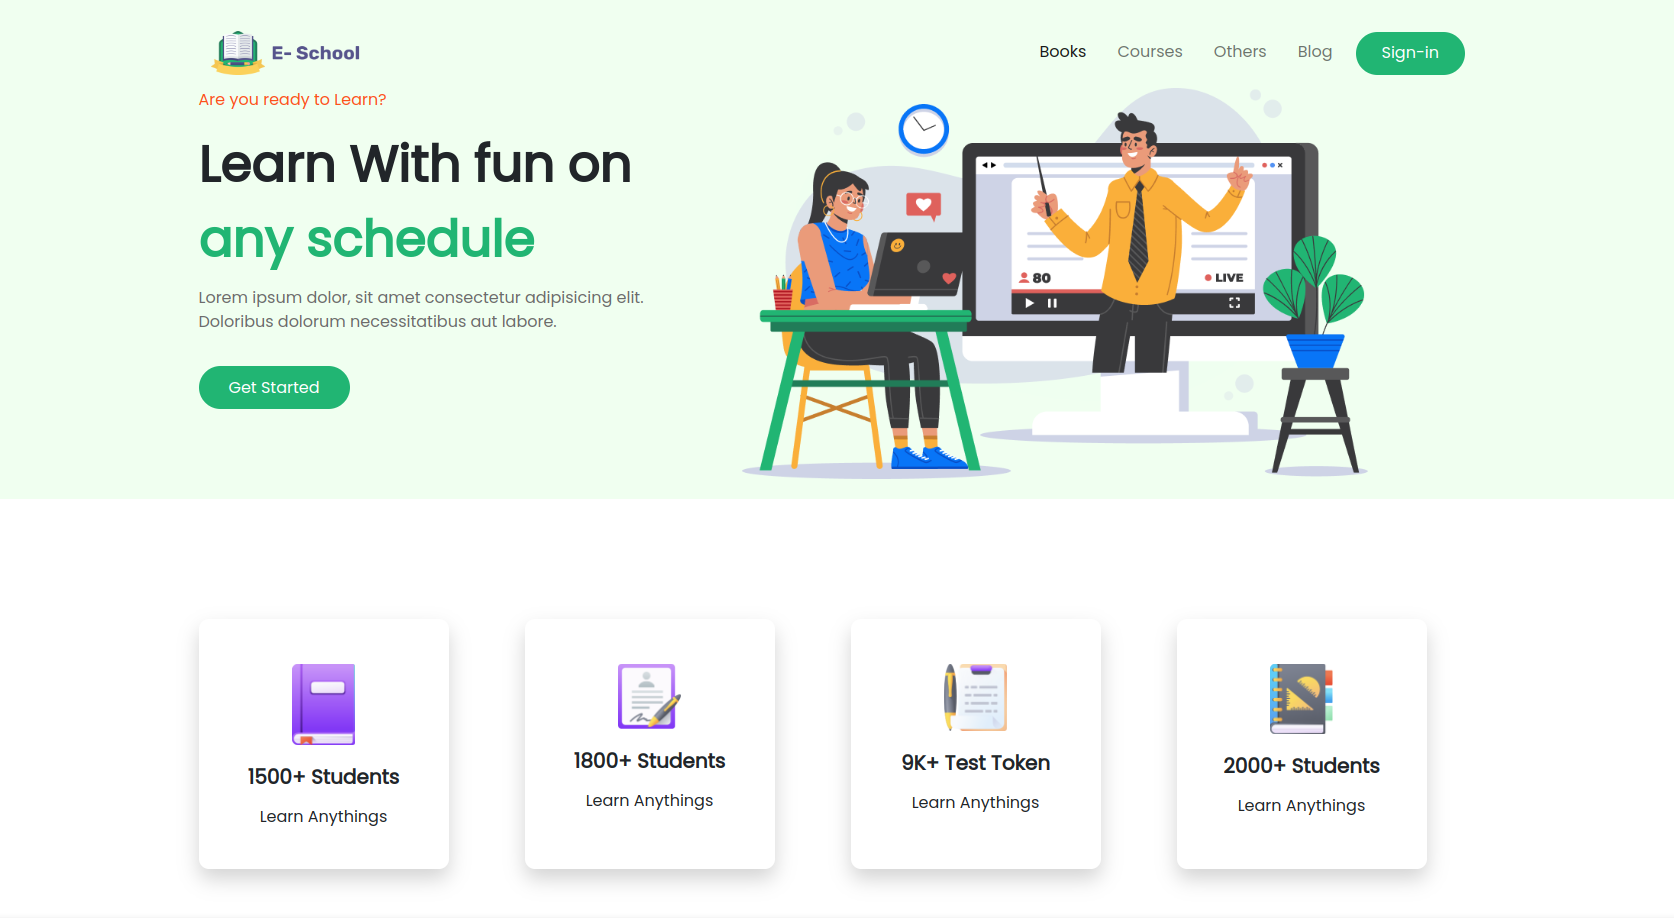 E- School
Books
Courses
Others
Blog
Sign-in
Are you ready to Learn?
Learn With fun on
any schedule
Lorem ipsum dolor, sit amet consectetur adipisicing elit.
Doloribus dolorum necessitatibus aut labore.
Get Started
80
LIVE
1500+ Students
Learn Anythings
1800+ Students
Learn Anythings
9K+ Test Token
Learn Anythings
2000+ Students
Learn Anythings